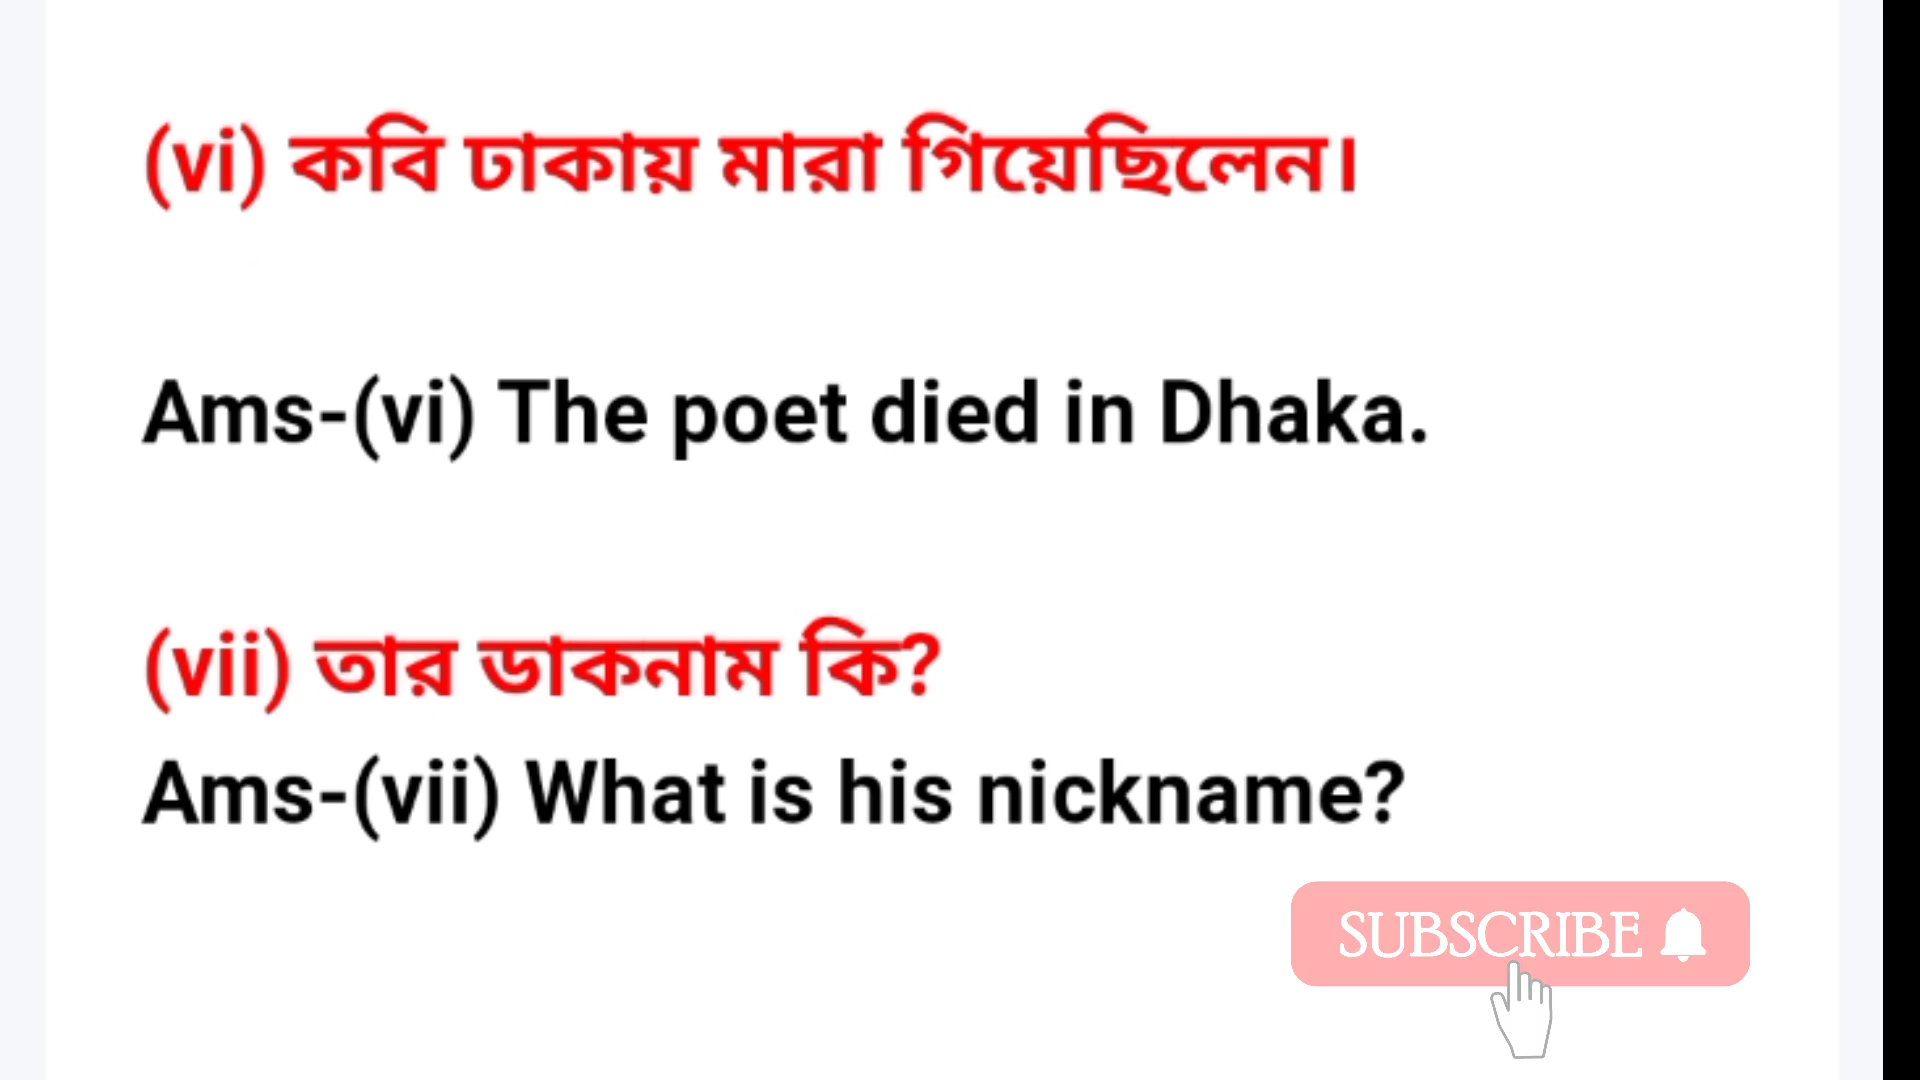 (vi) কবি ঢাকায় মারা গিয়েছিলেন।
Ams-(vi) The poet died in Dhaka.
(vii) তার ডাকনাম কি?
Ams-(vii) What is his nickname?
SUBSCRIBE